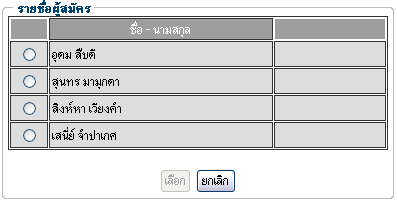 รายชื่อผู้สมัคร
ชื่อ - นามสกุล
อุดม สืบดี
สุนทร มามุกดา
สิงห์หา เวียงคำ
เสนี่ย์ จำปาเกศ
เลือก ยกเลิก